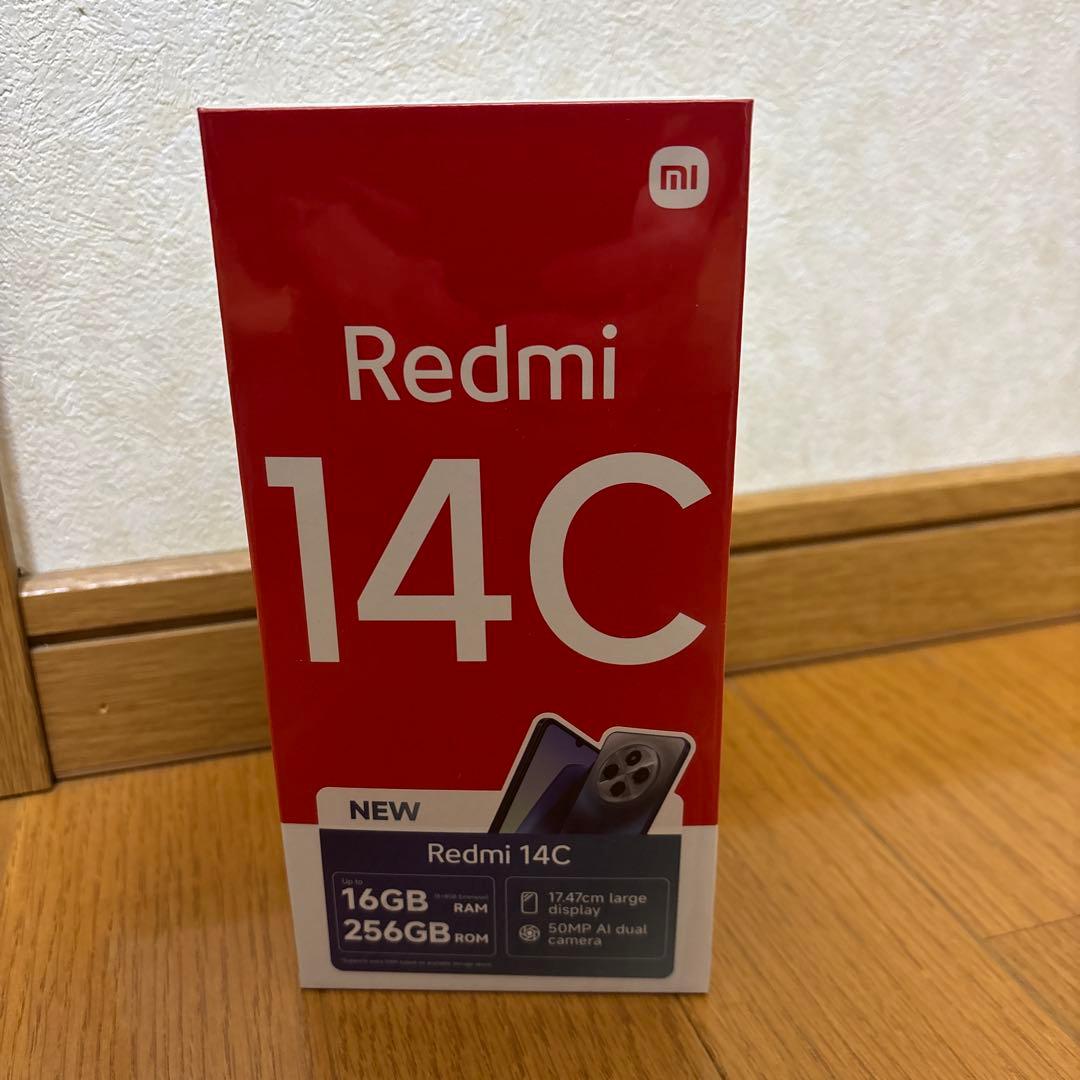 mi
Redmi
14C
NEW
Redmi 14C
Up to
16GB RAM
256GB ROM
17.47cm large
display
50MP AI dual
camera